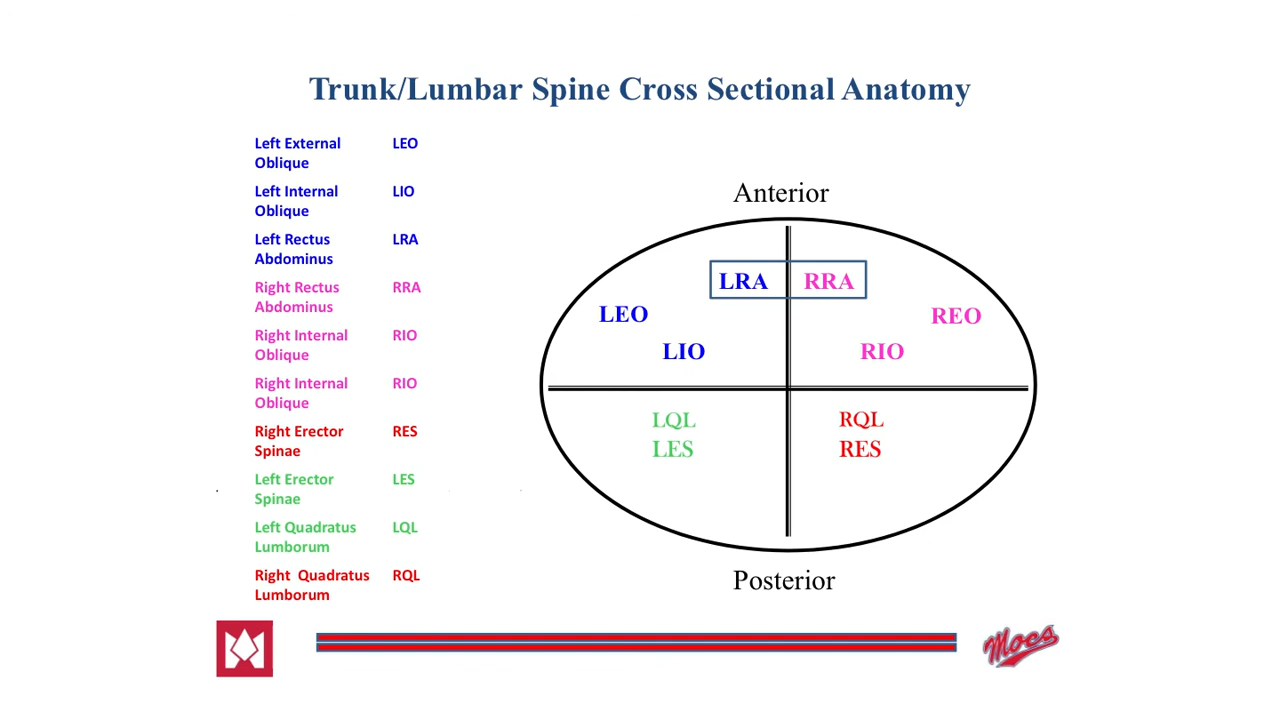 Trunk/Lumbar Spine Cross Sectional Anatomy
Left External LEO
Oblique
Left Internal LIO
Oblique
Left Rectus LRA
Abdominus
Right Rectus RRA
Abdominus
Right Internal RIO
Oblique
Right Internal RIO
Oblique
Right Erector RES
Spinae
Left Erector LES
Spinae
Left Quadratus LQL
Lumborum
Right Quadratus RQL
Lumborum
Anterior
LRA RRA
LEO REO
LIO RIO
LQL RQL
LES RES
Posterior
Mocs